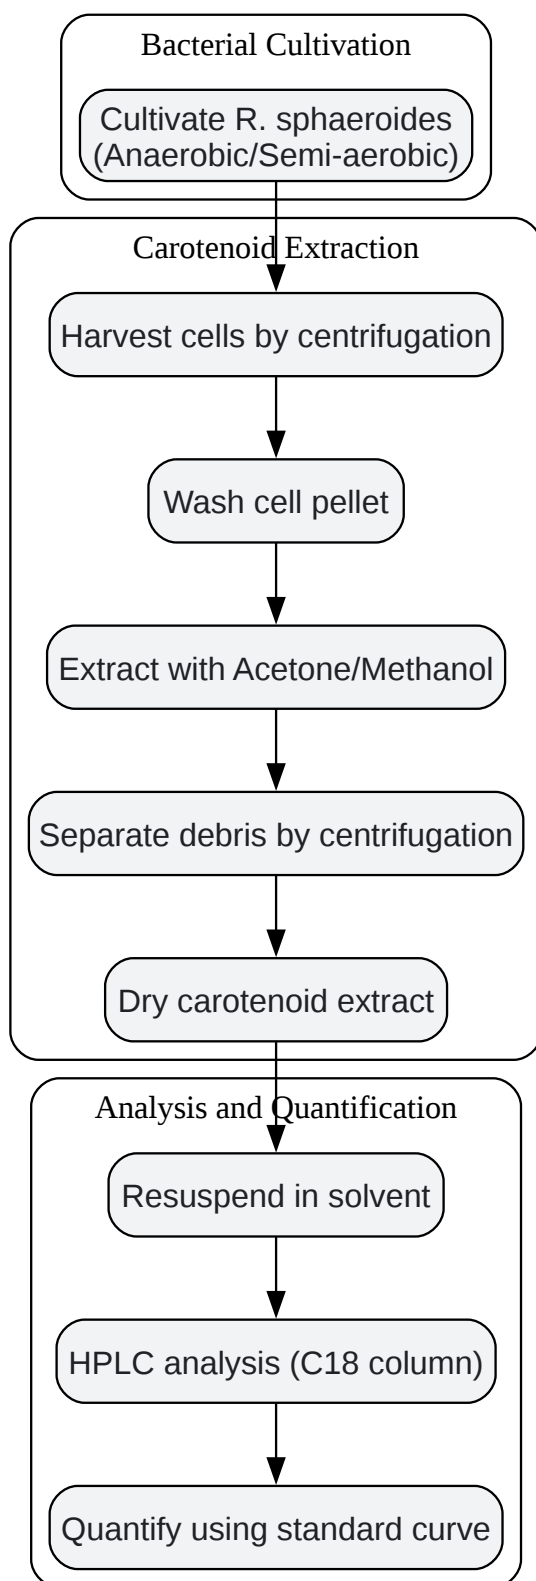 Bacterial Cultivation
Cultivate R. sphaeroides
(Anaerobic/Semi-aerobic)
Carotenoid Extraction
Harvest cells by centrifugation
Wash cell pellet
Extract with Acetone/Methanol
Separate debris by centrifugation
Dry carotenoid extract
Analysis and Quantification
Resuspend in solvent
HPLC analysis (C18 column)
Quantify using standard curve